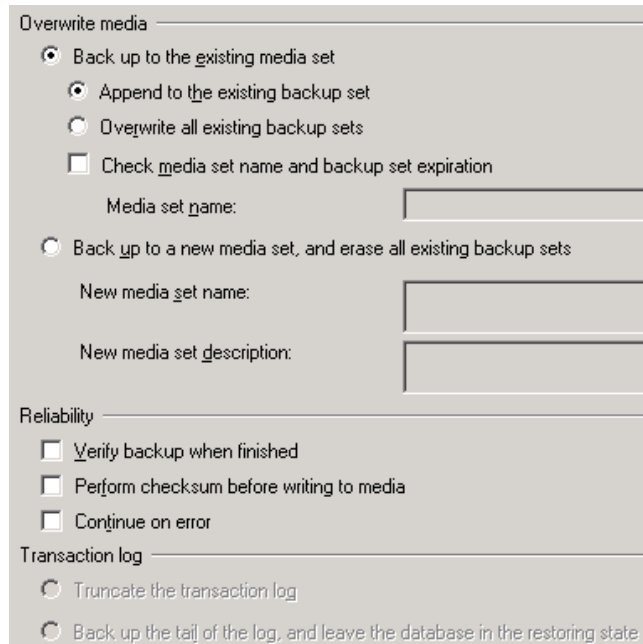 Overwrite media
Back up to the existing media set
Append to the existing backup set
Overwrite all existing backup sets
Check media set name and backup set expiration
Media set name:
Back up to a new media set, and erase all existing backup sets
New media set name:
New media set description:
Reliability
Verify backup when finished
Perform checksum before writing to media
Continue on error
Transaction log
Truncate the transaction log
Back up the tail of the log, and leave the database in the restoring state